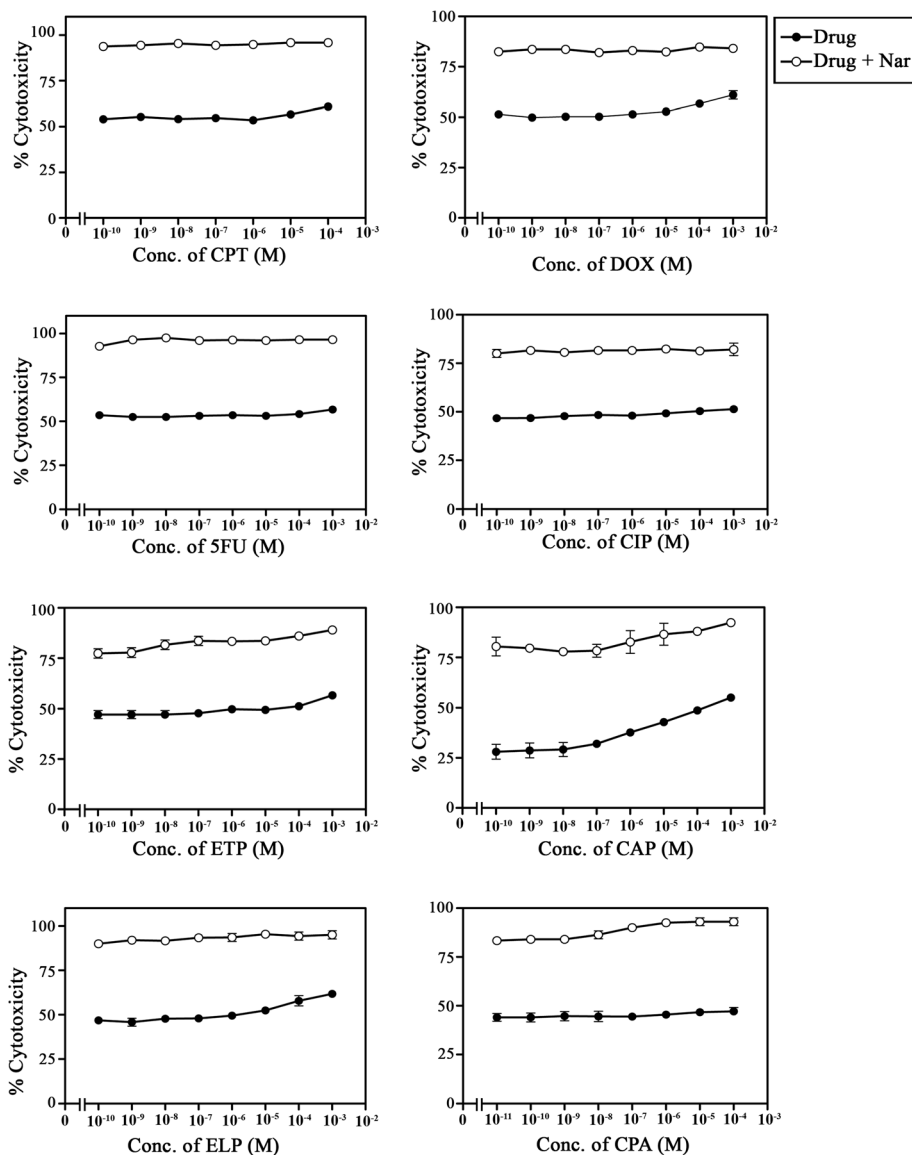 Drug
Drug + Nar
100
75
50
25
0
% Cytotoxicity
0 10⁻¹⁰ 10⁻⁹ 10⁻⁸ 10⁻⁷ 10⁻⁶ 10⁻⁵ 10⁻⁴ 10⁻³
Conc. of CPT (M)
100
75
50
25
0
% Cytotoxicity
0 10⁻¹⁰ 10⁻⁹ 10⁻⁸ 10⁻⁷ 10⁻⁶ 10⁻⁵ 10⁻⁴ 10⁻³ 10⁻²
Conc. of DOX (M)
100
75
50
25
0
% Cytotoxicity
0 10⁻¹⁰ 10⁻⁹ 10⁻⁸ 10⁻⁷ 10⁻⁶ 10⁻⁵ 10⁻⁴ 10⁻³ 10⁻²
Conc. of 5FU (M)
100
75
50
25
0
% Cytotoxicity
0 10⁻¹⁰ 10⁻⁹ 10⁻⁸ 10⁻⁷ 10⁻⁶ 10⁻⁵ 10⁻⁴ 10⁻³ 10⁻²
Conc. of CIP (M)
100
75
50
25
0
% Cytotoxicity
0 10⁻¹⁰ 10⁻⁹ 10⁻⁸ 10⁻⁷ 10⁻⁶ 10⁻⁵ 10⁻⁴ 10⁻³ 10⁻²
Conc. of ETP (M)
100
75
50
25
0
% Cytotoxicity
0 10⁻¹⁰ 10⁻⁹ 10⁻⁸ 10⁻⁷ 10⁻⁶ 10⁻⁵ 10⁻⁴ 10⁻³ 10⁻²
Conc. of CAP (M)
100
75
50
25
0
% Cytotoxicity
0 10⁻¹⁰ 10⁻⁹ 10⁻⁸ 10⁻⁷ 10⁻⁶ 10⁻⁵ 10⁻⁴ 10⁻³ 10⁻²
Conc. of ELP (M)
100
75
50
25
0
% Cytotoxicity
0 10⁻¹¹ 10⁻¹⁰ 10⁻⁹ 10⁻⁸ 10⁻⁷ 10⁻⁶ 10⁻⁵ 10⁻⁴ 10⁻³
Conc. of CPA (M)